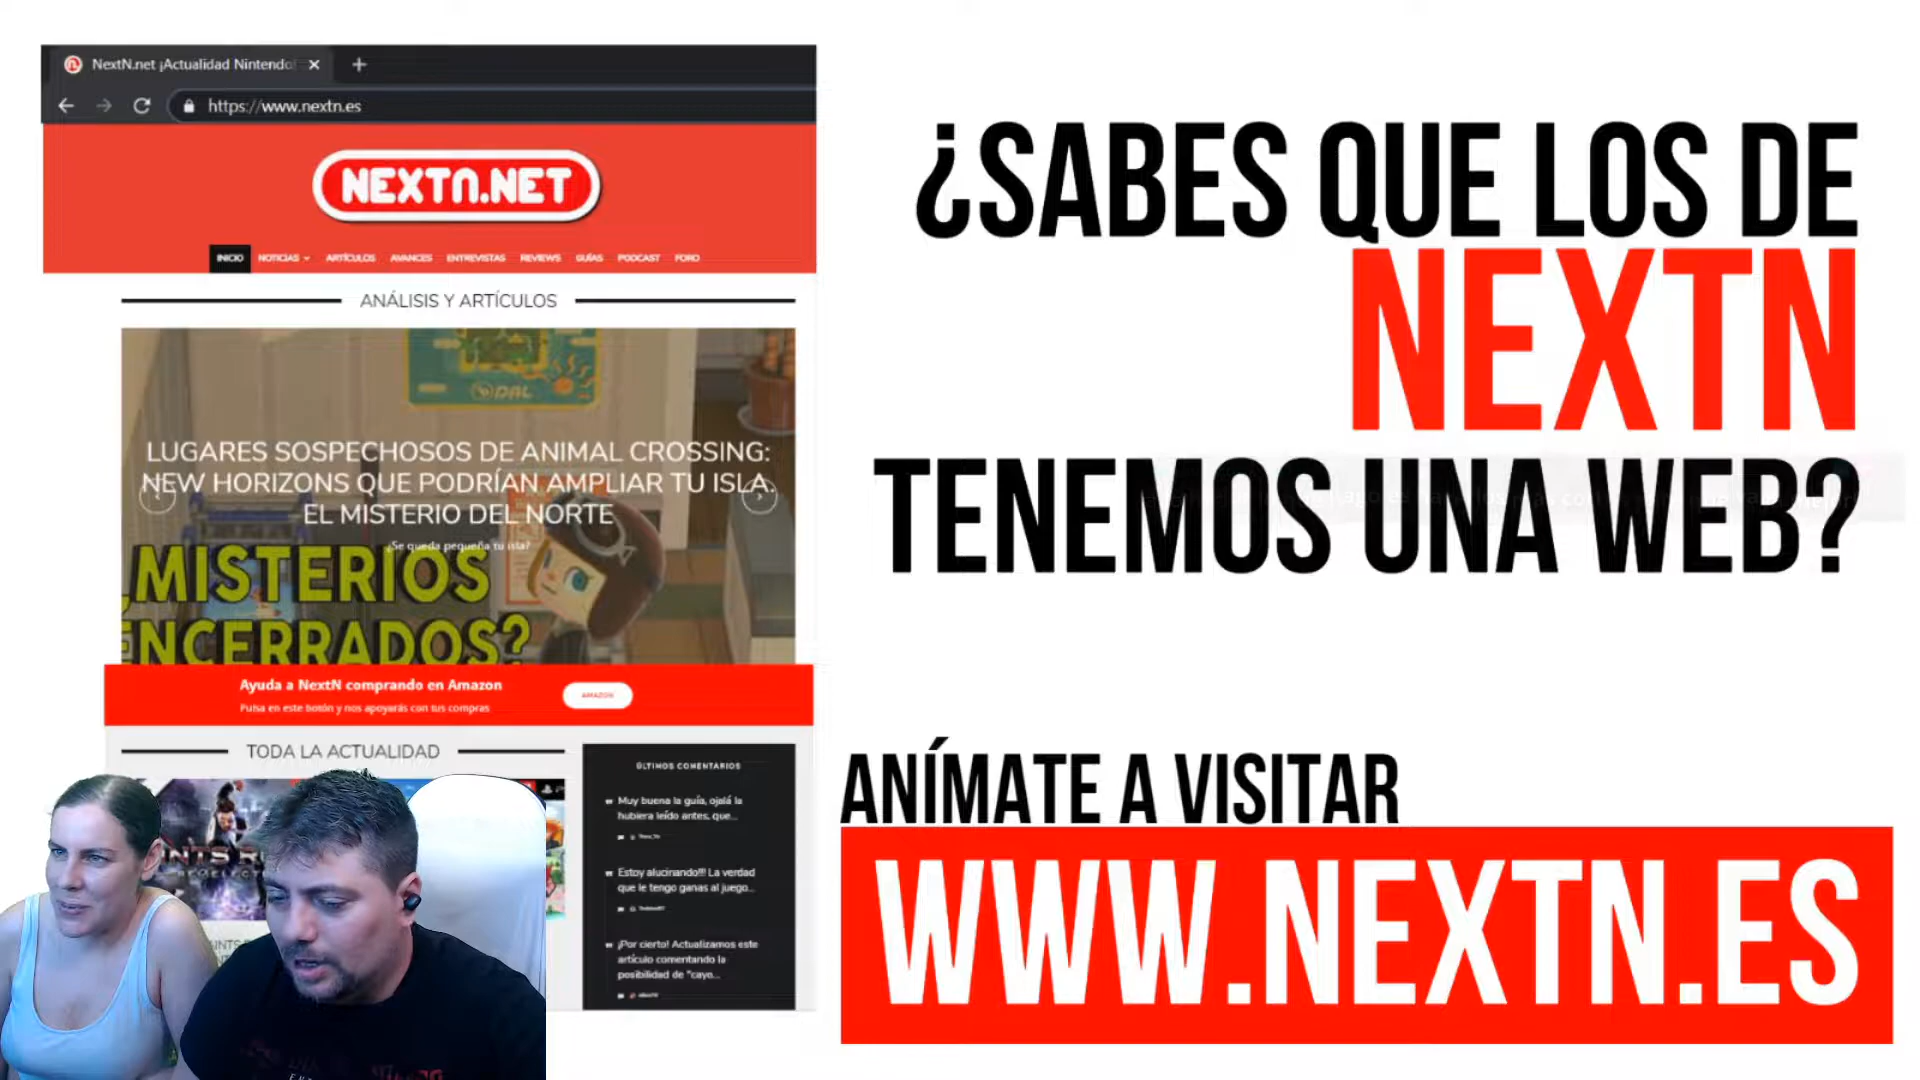 NextN.net ¡Actualidad Nintendo!
https://www.nextn.es
NEXTN.NET
INICIO NOTICIAS ARTÍCULOS AVANCES ENTREVISTAS REVIEWS GUÍAS PODCAST FORO
ANÁLISIS Y ARTÍCULOS
DAL
LUGARES SOSPECHOSOS DE ANIMAL CROSSING:
NEW HORIZONS QUE PODRÍAN AMPLIAR TU ISLA.
EL MISTERIO DEL NORTE
¿Se queda pequeña tu isla?
¿MISTERIOS
ENCERRADOS?
Ayuda a NextN comprando en Amazon
Pulsa en este botón y nos apoyarás con tus compras
AMAZON
TODA LA ACTUALIDAD
ÚLTIMOS COMENTARIOS
Muy buena la guía, ojalá la
hubiera leído antes, que...
Estoy alucinando!!! La verdad
que le tengo ganas al juego...
¡Por cierto! Actualizamos este
artículo comentando la
posibilidad de "cayo...
¿SABES QUE LOS DE
NEXTN
TENEMOS UNA WEB?
ANÍMATE A VISITAR
WWW.NEXTN.ES